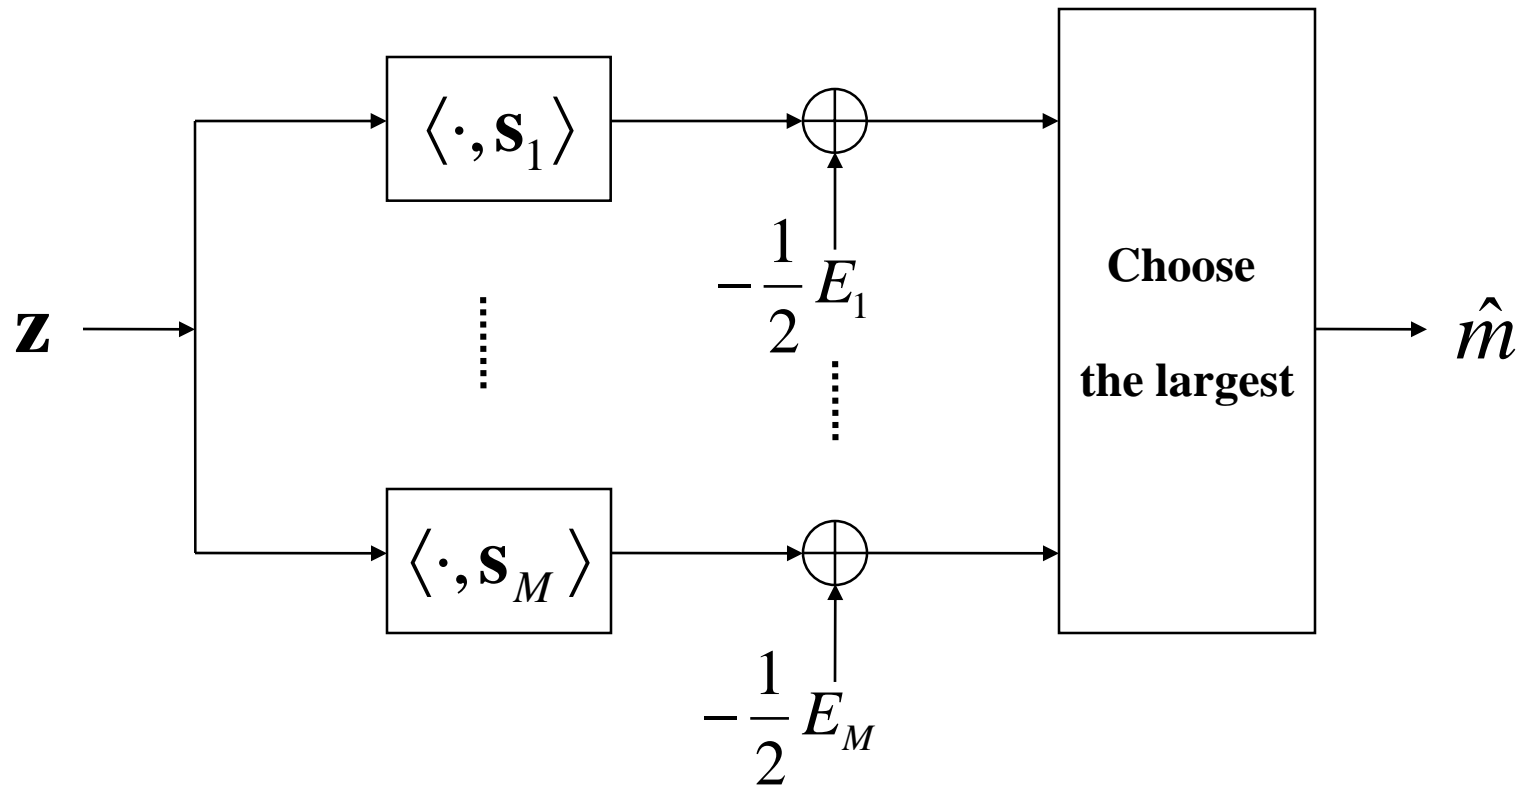 ⟨·, s₁⟩
− 1/2 E₁
Choose
the largest
z
m̂
⟨·, s_M⟩
− 1/2 E_M